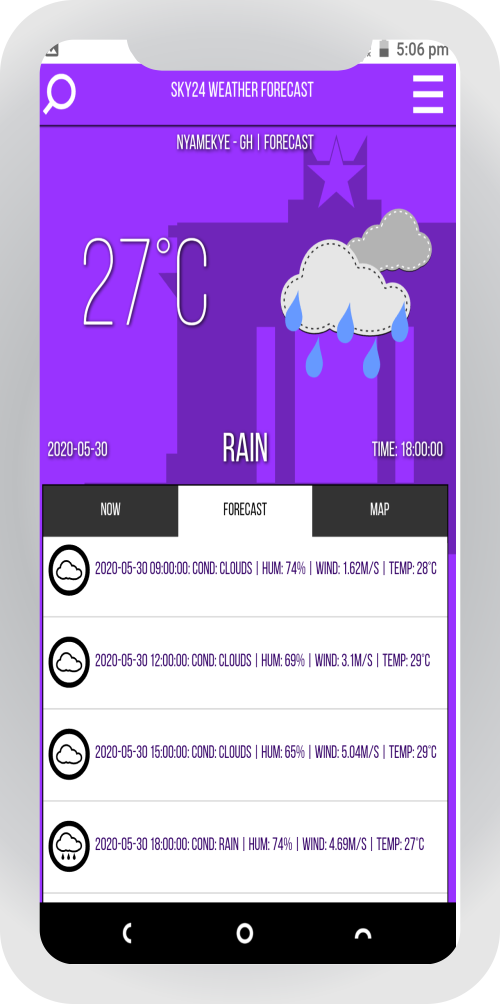 5:06 pm
SKY24 WEATHER FORECAST
NYAMEKYE - GH | FORECAST
27°C
2020-05-30 RAIN TIME: 18:00:00
NOW FORECAST MAP
2020-05-30 09:00:00: COND: CLOUDS | HUM: 74% | WIND: 1.62M/S | TEMP: 28°C
2020-05-30 12:00:00: COND: CLOUDS | HUM: 69% | WIND: 3.1M/S | TEMP: 29°C
2020-05-30 15:00:00: COND: CLOUDS | HUM: 65% | WIND: 5.04M/S | TEMP: 29°C
2020-05-30 18:00:00: COND: RAIN | HUM: 74% | WIND: 4.69M/S | TEMP: 27°C